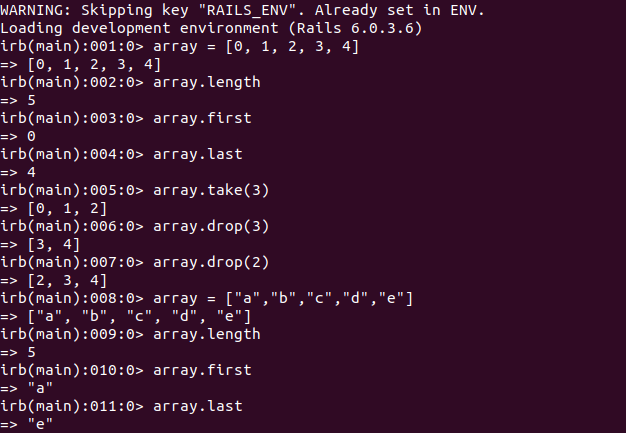 WARNING: Skipping key "RAILS_ENV". Already set in ENV.
Loading development environment (Rails 6.0.3.6)
irb(main):001:0> array = [0, 1, 2, 3, 4]
=> [0, 1, 2, 3, 4]
irb(main):002:0> array.length
=> 5
irb(main):003:0> array.first
=> 0
irb(main):004:0> array.last
=> 4
irb(main):005:0> array.take(3)
=> [0, 1, 2]
irb(main):006:0> array.drop(3)
=> [3, 4]
irb(main):007:0> array.drop(2)
=> [2, 3, 4]
irb(main):008:0> array = ["a","b","c","d","e"]
=> ["a", "b", "c", "d", "e"]
irb(main):009:0> array.length
=> 5
irb(main):010:0> array.first
=> "a"
irb(main):011:0> array.last
=> "e"